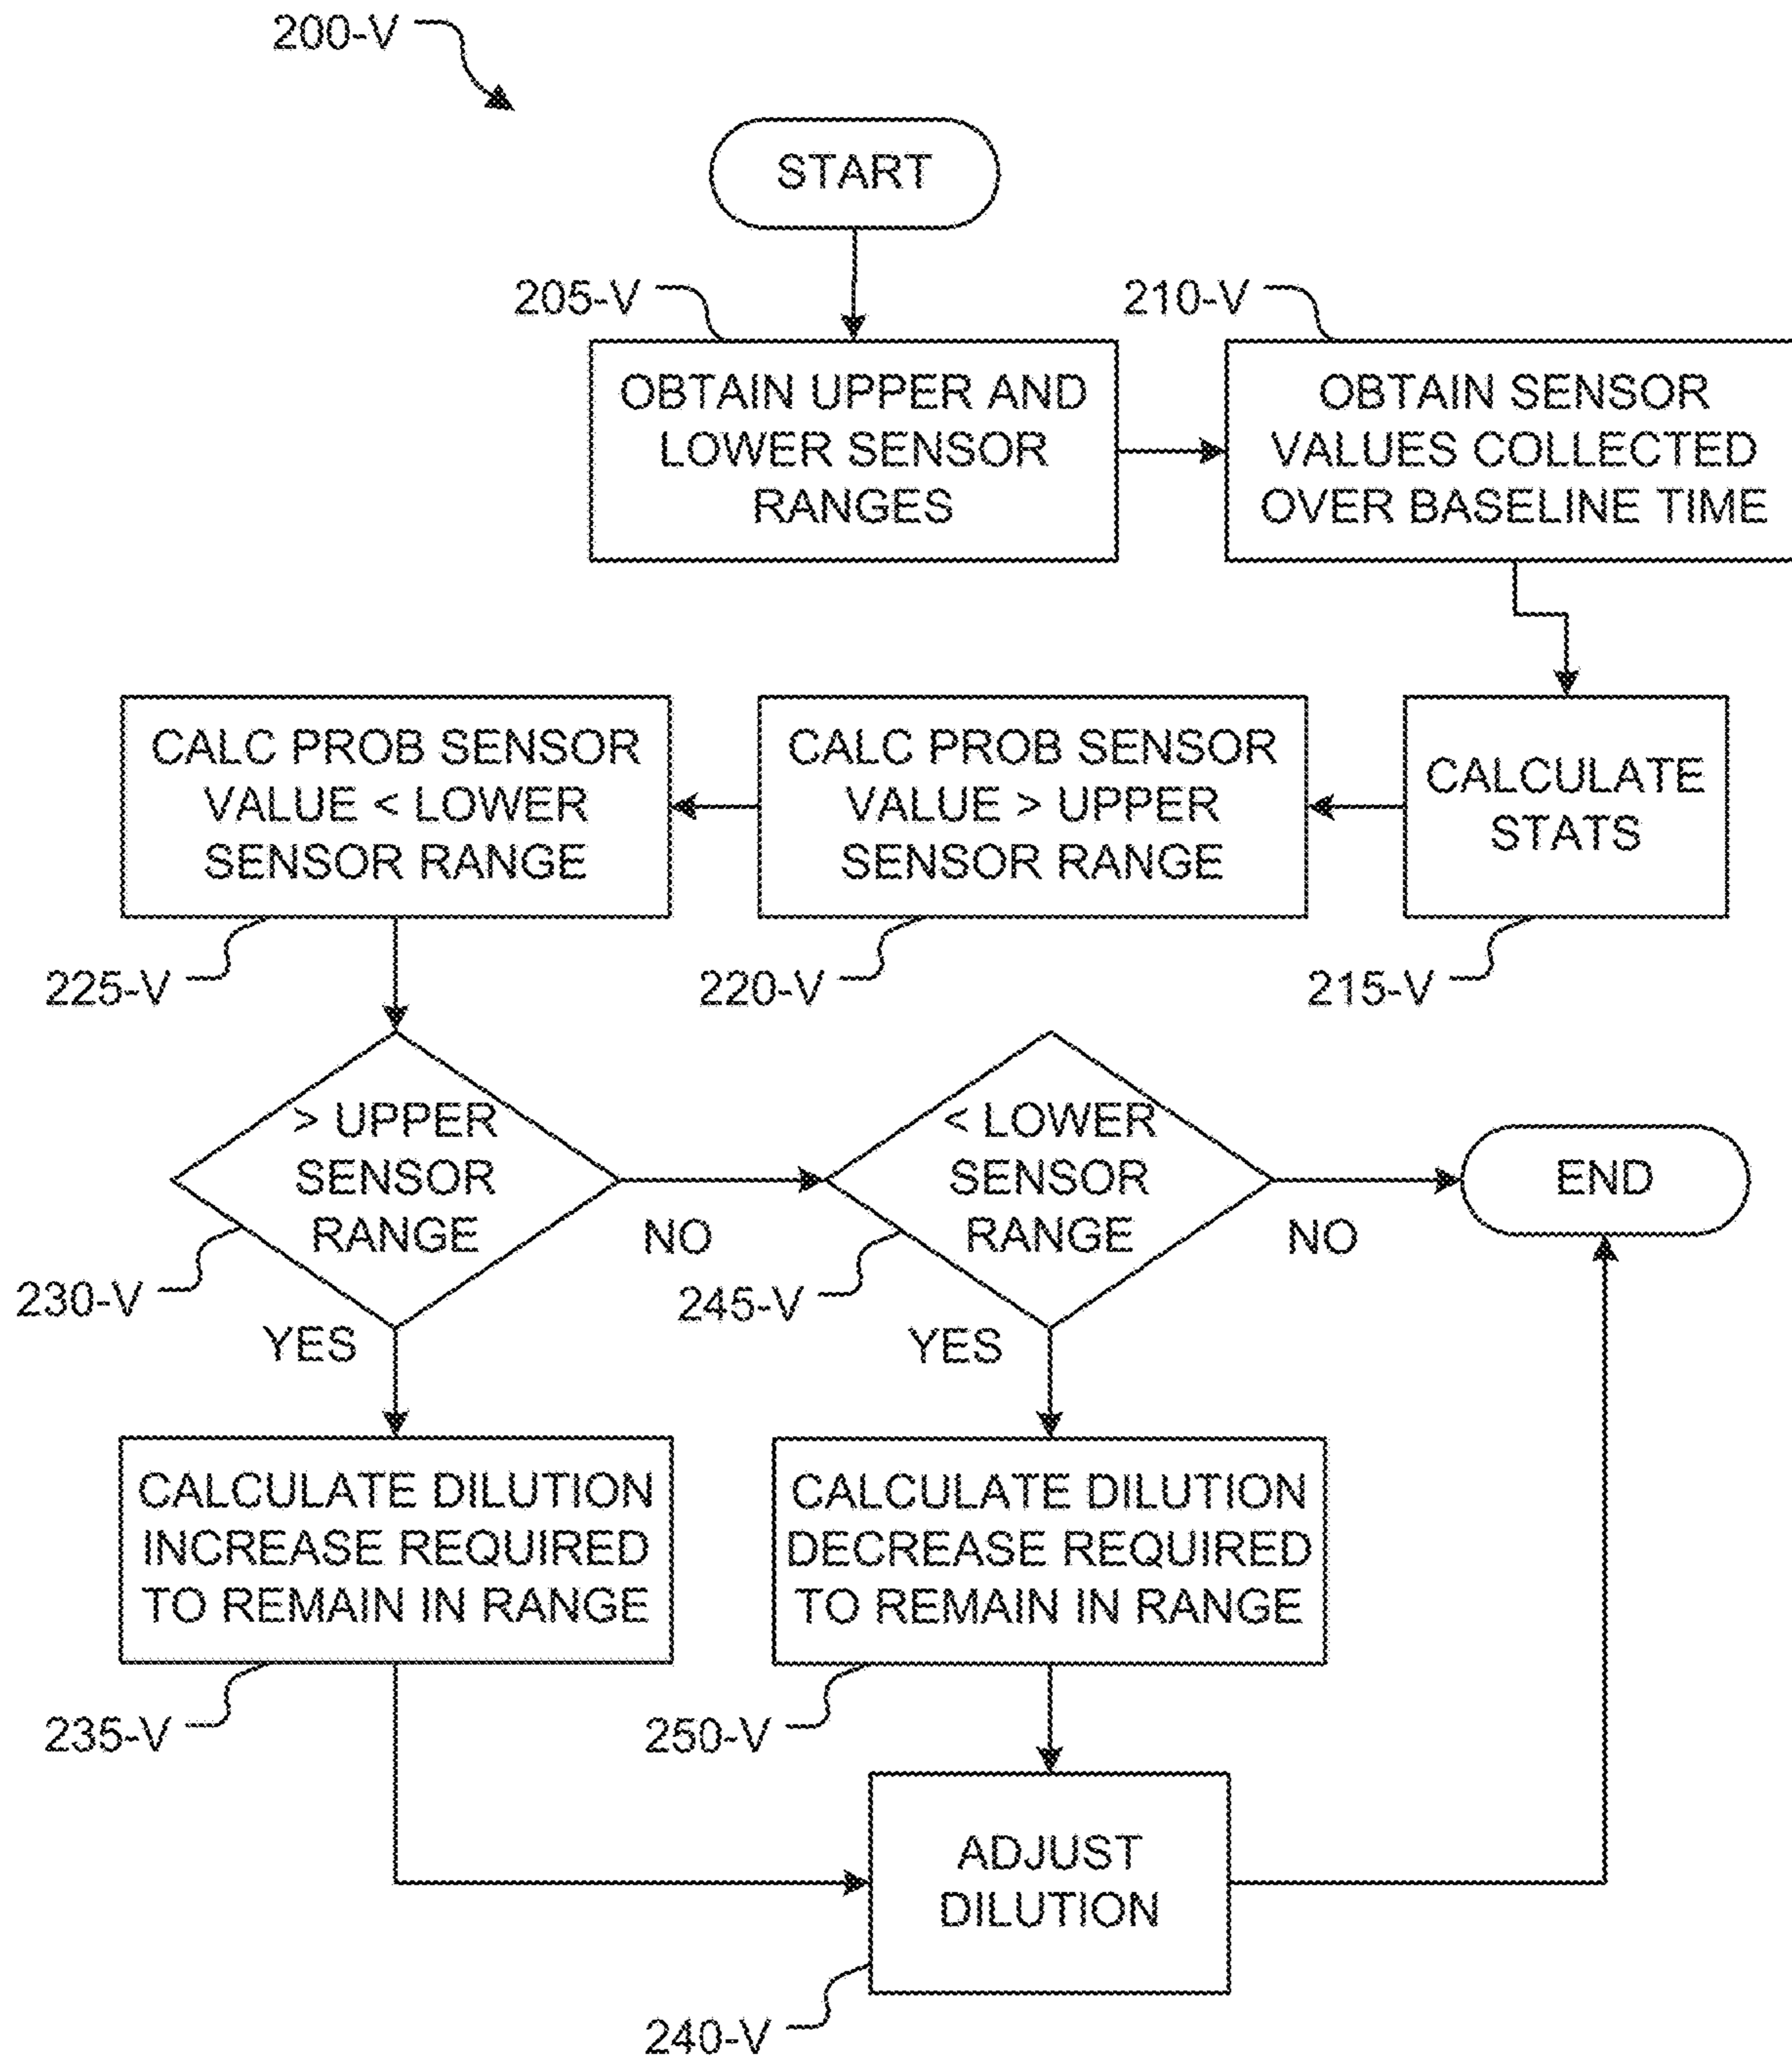 200-V
START
205-V
210-V
OBTAIN UPPER AND
LOWER SENSOR
RANGES
OBTAIN SENSOR
VALUES COLLECTED
OVER BASELINE TIME
CALC PROB SENSOR
VALUE < LOWER
SENSOR RANGE
CALC PROB SENSOR
VALUE > UPPER
SENSOR RANGE
CALCULATE
STATS
225-V
220-V
215-V
> UPPER
SENSOR
RANGE
< LOWER
SENSOR
RANGE
END
NO
NO
230-V
245-V
YES
YES
CALCULATE DILUTION
INCREASE REQUIRED
TO REMAIN IN RANGE
CALCULATE DILUTION
DECREASE REQUIRED
TO REMAIN IN RANGE
235-V
250-V
ADJUST
DILUTION
240-V